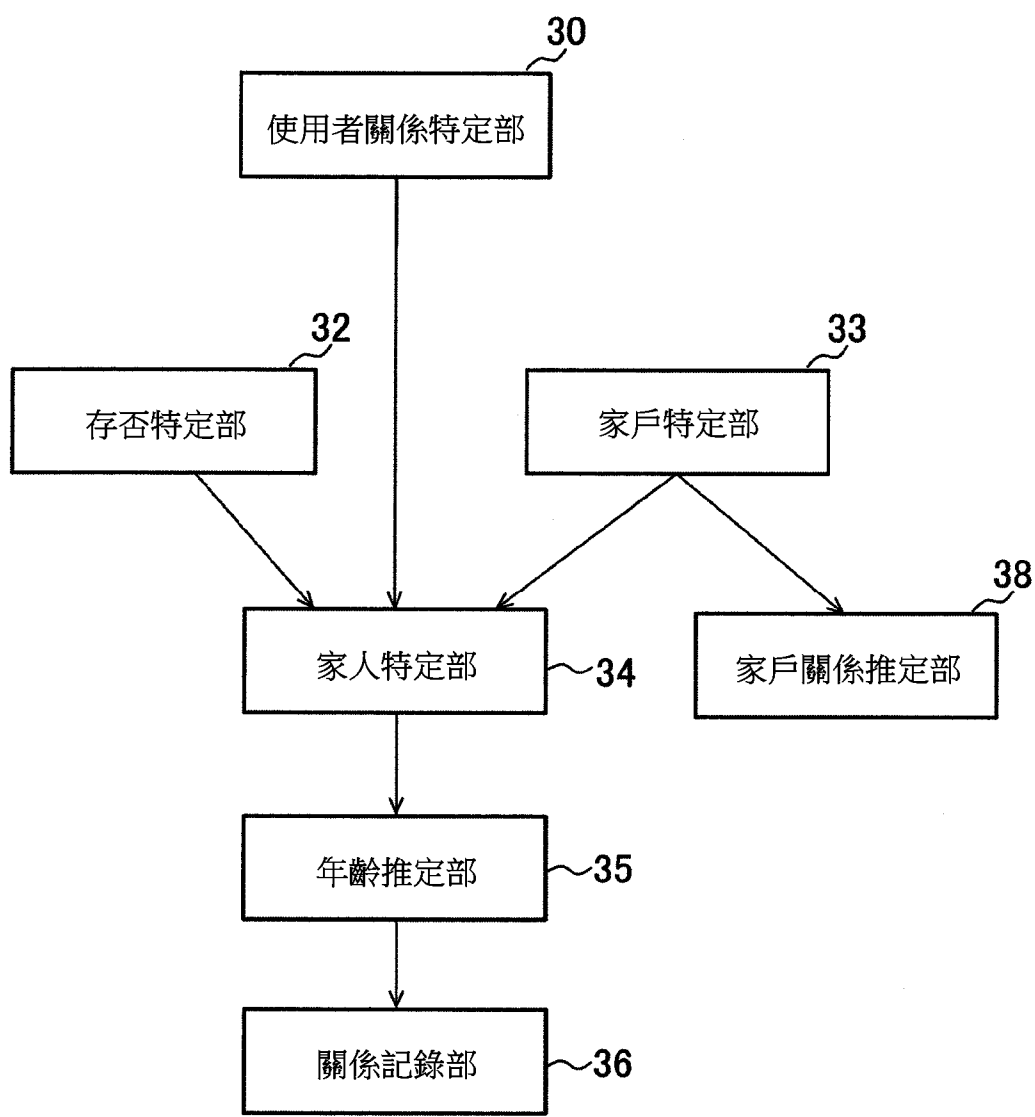 30
使用者關係特定部
32
存否特定部
33
家戶特定部
38
家戶關係推定部
家人特定部
34
年齡推定部
35
關係記錄部
36